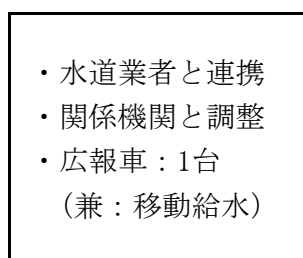 ・水道業者と連携
・関係機関と調整
・広報車：1台
（兼：移動給水）